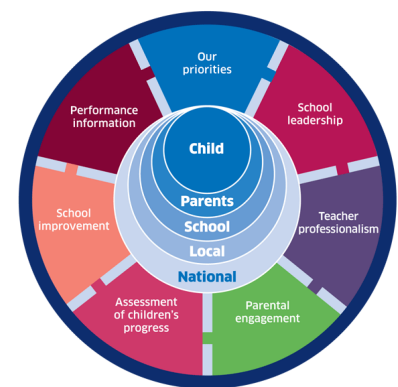 Our
priorities
School
leadership
Teacher
professionalism
Parental
engagement
Assessment
of children's
progress
School
improvement
Performance
information
Child
Parents
School
Local
National